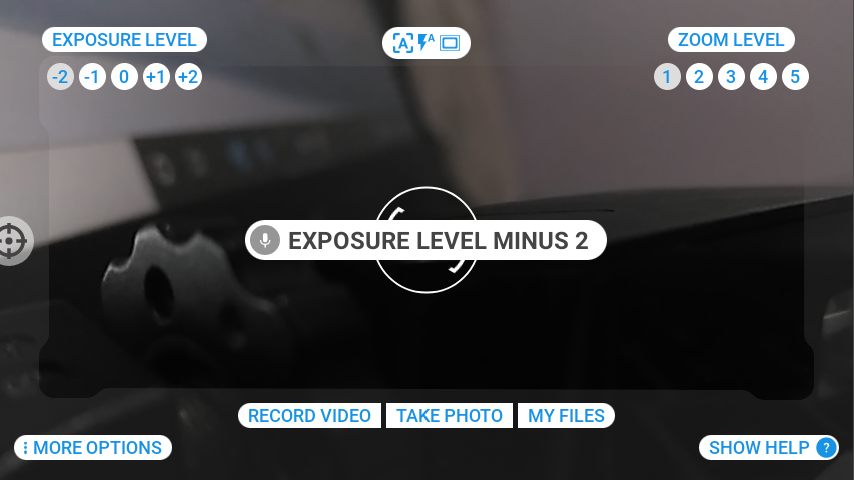 EXPOSURE LEVEL
A A
ZOOM LEVEL
-2 -1 0 +1 +2
1 2 3 4 5
EXPOSURE LEVEL MINUS 2
RECORD VIDEO TAKE PHOTO MY FILES
MORE OPTIONS
SHOW HELP ?